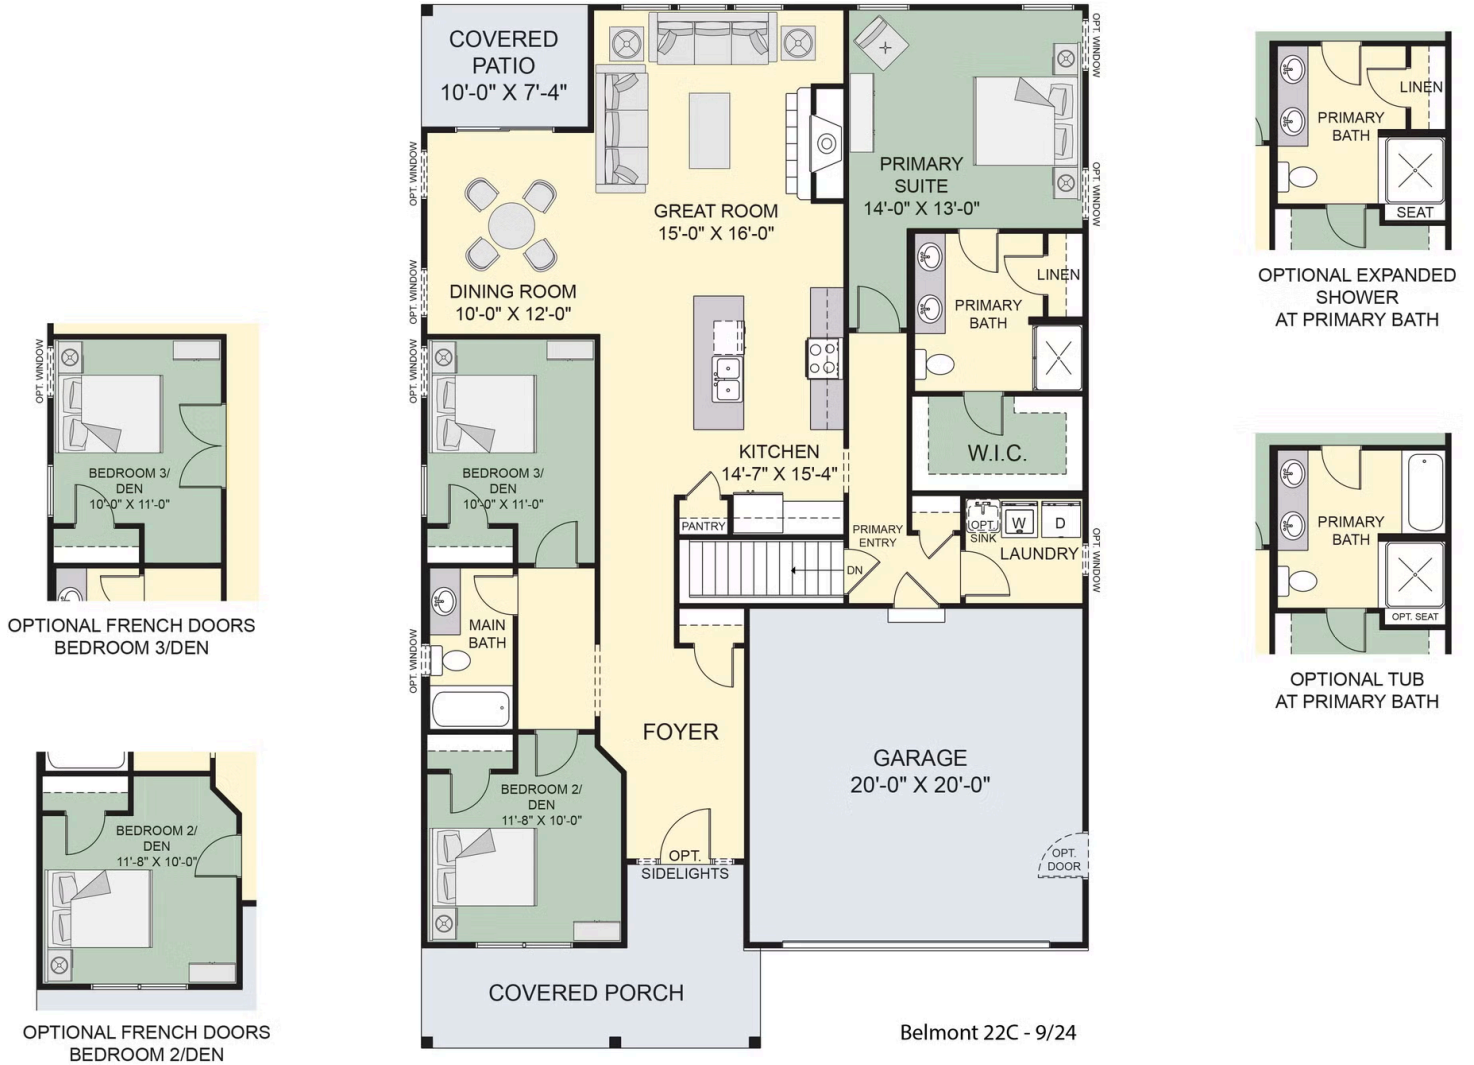 COVERED
PATIO
10'-0" X 7'-4"
OPT. WINDOW
OPT. WINDOW
GREAT ROOM
15'-0" X 16'-0"
DINING ROOM
10'-0" X 12'-0"
PRIMARY
SUITE
14'-0" X 13'-0"
OPT. WINDOW
OPT. WINDOW
LINEN
PRIMARY
BATH
W.I.C.
KITCHEN
14'-7" X 15'-4"
PANTRY
OPT. WINDOW
BEDROOM 3/
DEN
10'-0" X 11'-0"
PRIMARY
ENTRY
OPT.
SINK
W
D
LAUNDRY
OPT. WINDOW
DN
MAIN
BATH
OPT. WINDOW
FOYER
GARAGE
20'-0" X 20'-0"
BEDROOM 2/
DEN
11'-8" X 10'-0"
OPT.
SIDELIGHTS
OPT.
DOOR
COVERED PORCH
Belmont 22C - 9/24
OPT. WINDOW
BEDROOM 3/
DEN
10'-0" X 11'-0"
OPTIONAL FRENCH DOORS
BEDROOM 3/DEN
BEDROOM 2/
DEN
11'-8" X 10'-0"
OPTIONAL FRENCH DOORS
BEDROOM 2/DEN
LINEN
PRIMARY
BATH
SEAT
OPTIONAL EXPANDED
SHOWER
AT PRIMARY BATH
PRIMARY
BATH
OPT. SEAT
OPTIONAL TUB
AT PRIMARY BATH